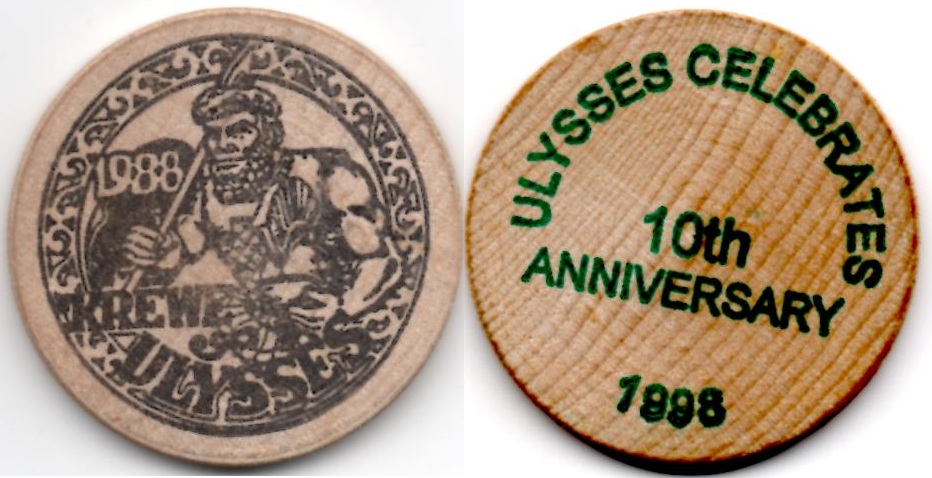 1988
KREWE
ULYSSES
ULYSSES CELEBRATES
10th
ANNIVERSARY
1998